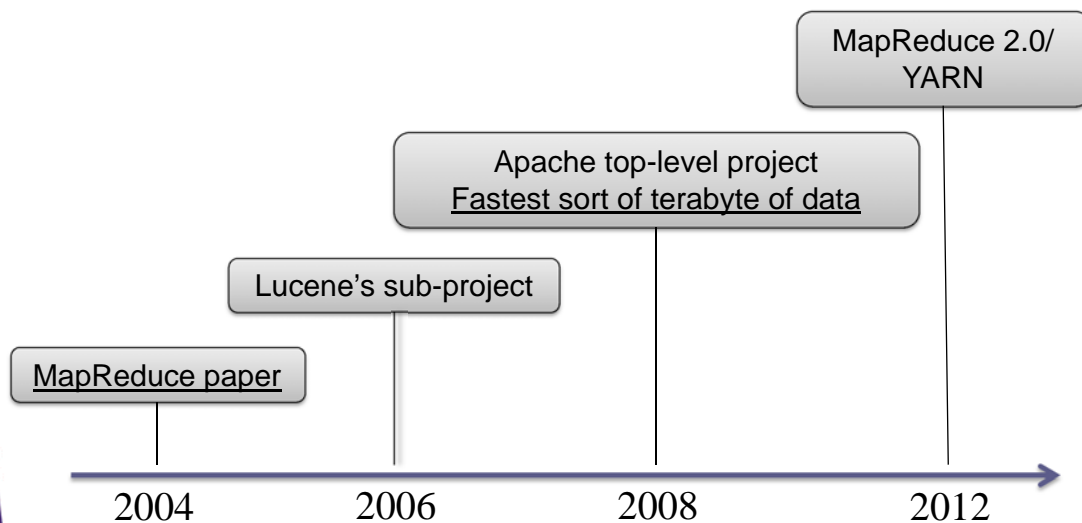 MapReduce 2.0/
YARN
Apache top-level project
Fastest sort of terabyte of data
Lucene’s sub-project
MapReduce paper
2004
2006
2008
2012